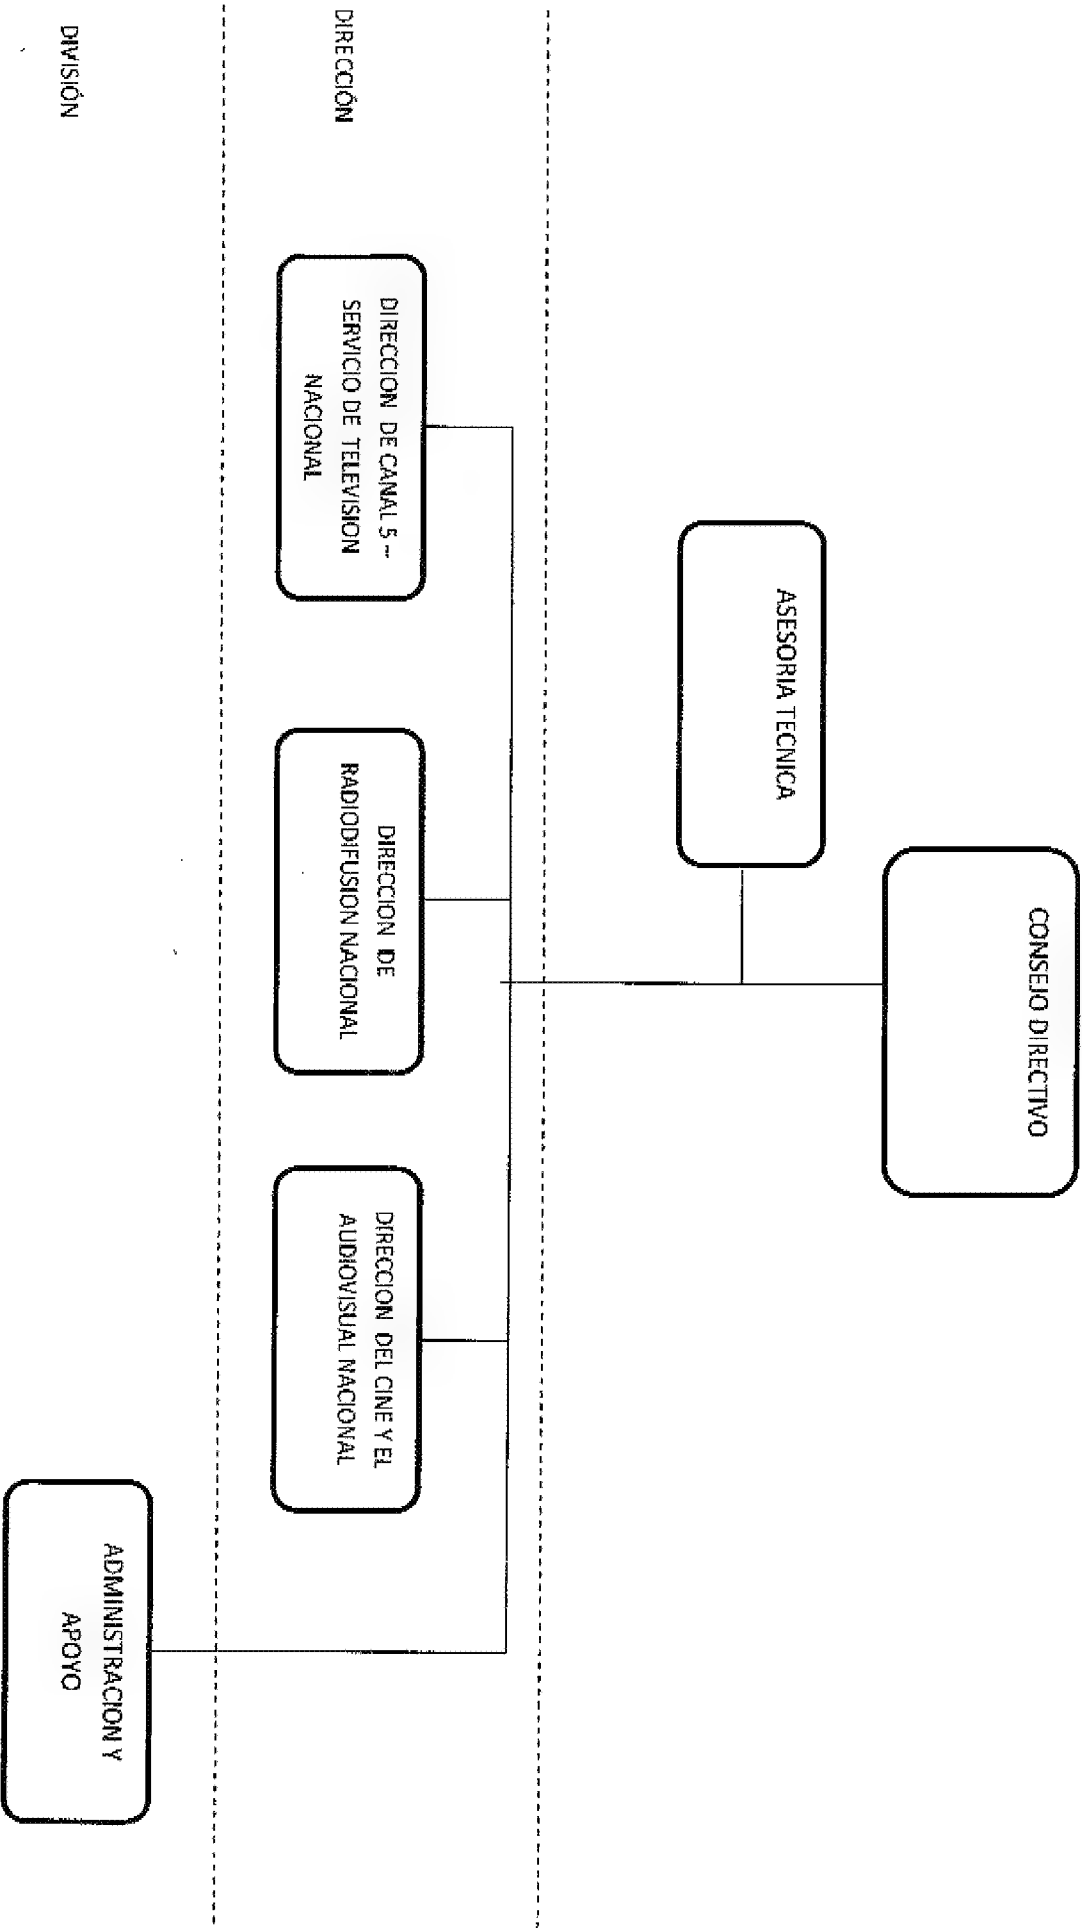 CONSEJO DIRECTIVO
ASESORIA TECNICA
DIRECCIÓN
DIRECCION DE CANAL 5 –
SERVICIO DE TELEVISION
NACIONAL
DIRECCION DE
RADIODIFUSION NACIONAL
DIRECCION DEL CINE Y EL
AUDIOVISUAL NACIONAL
DIVISIÓN
ADMINISTRACION Y
APOYO